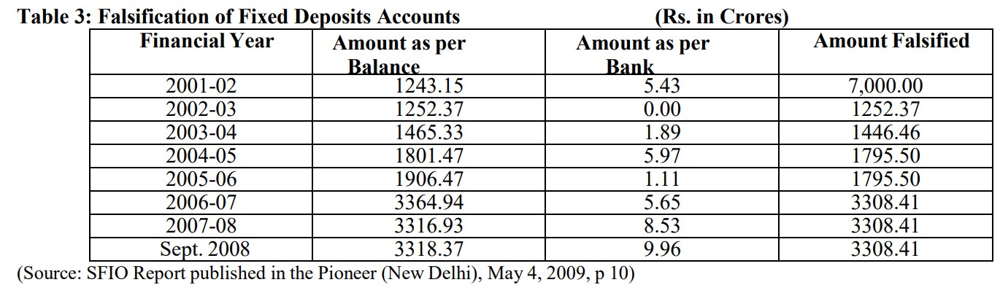 Table 3: Falsification of Fixed Deposits Accounts (Rs. in Crores)
Financial Year Amount as per Balance Amount as per Bank Amount Falsified
2001-02 1243.15 5.43 7,000.00
2002-03 1252.37 0.00 1252.37
2003-04 1465.33 1.89 1446.46
2004-05 1801.47 5.97 1795.50
2005-06 1906.47 1.11 1795.50
2006-07 3364.94 5.65 3308.41
2007-08 3316.93 8.53 3308.41
Sept. 2008 3318.37 9.96 3308.41
(Source: SFIO Report published in the Pioneer (New Delhi), May 4, 2009, p 10)